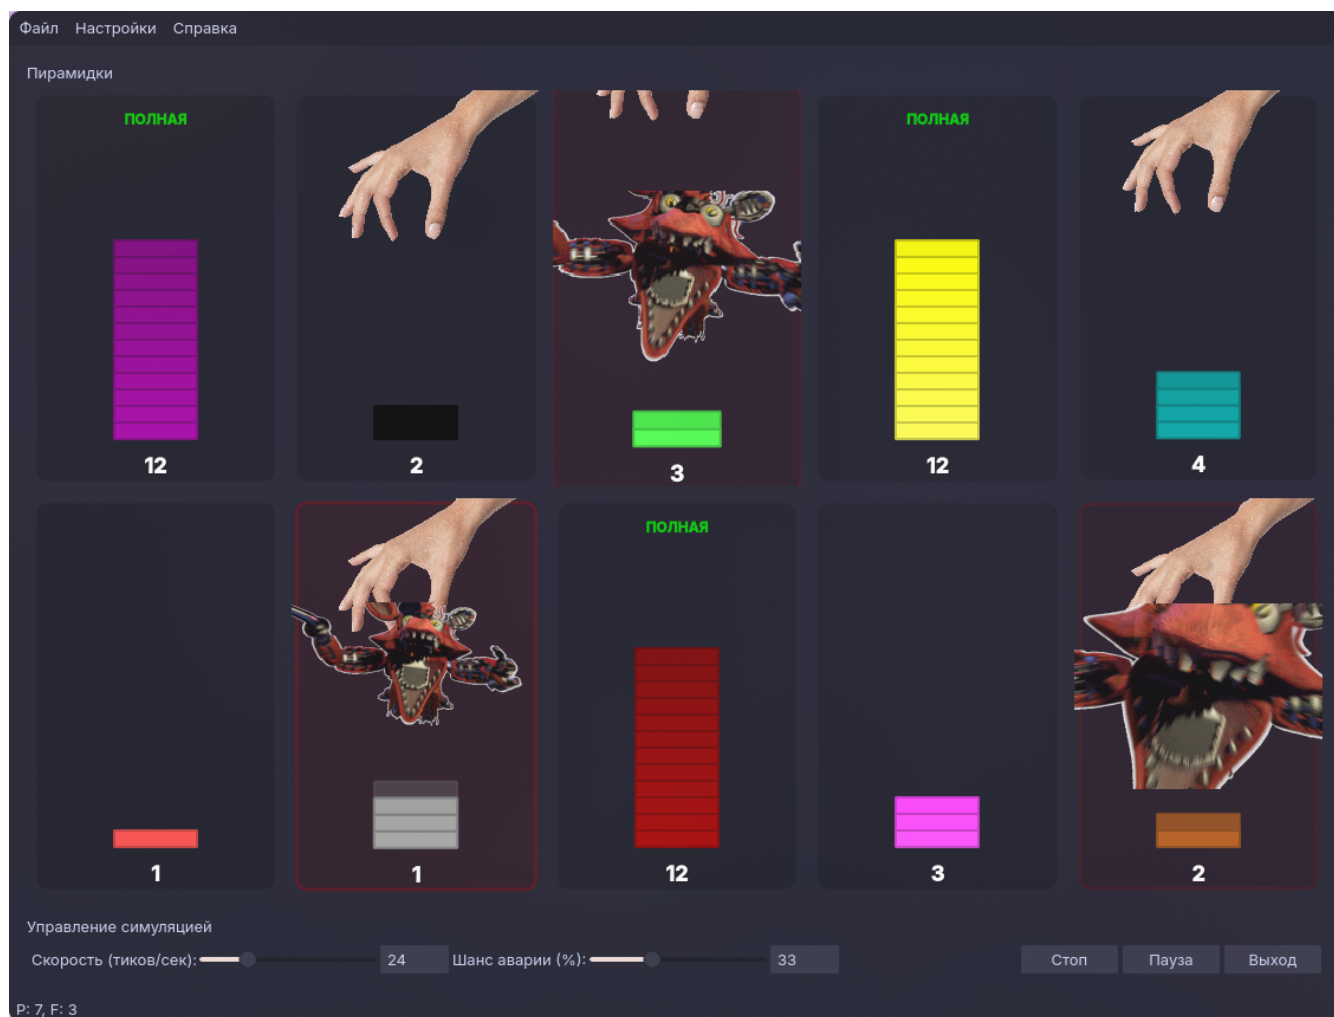 Файл Настройки Справка
Пирамидки
ПОЛНАЯ ПОЛНАЯ
12 2 3 12 4
ПОЛНАЯ
1 1 12 3 2
Управление симуляцией
Скорость (тиков/сек): 24 Шанс аварии (%): 33 Стоп Пауза Выход
P: 7, F: 3